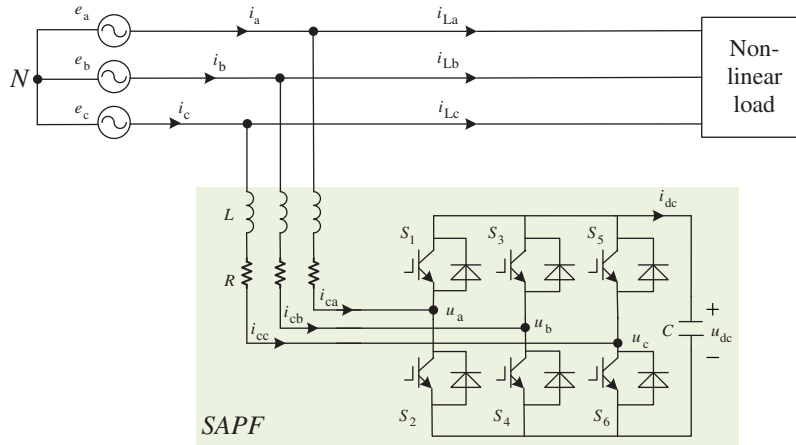 e_a
i_a
i_La
N
e_b
i_b
i_Lb
e_c
i_c
i_Lc
Non-
linear
load
L
R
i_ca
i_cb
i_cc
S_1
S_3
S_5
i_dc
u_a
u_b
u_c
C
+
u_dc
−
S_2
S_4
S_6
SAPF